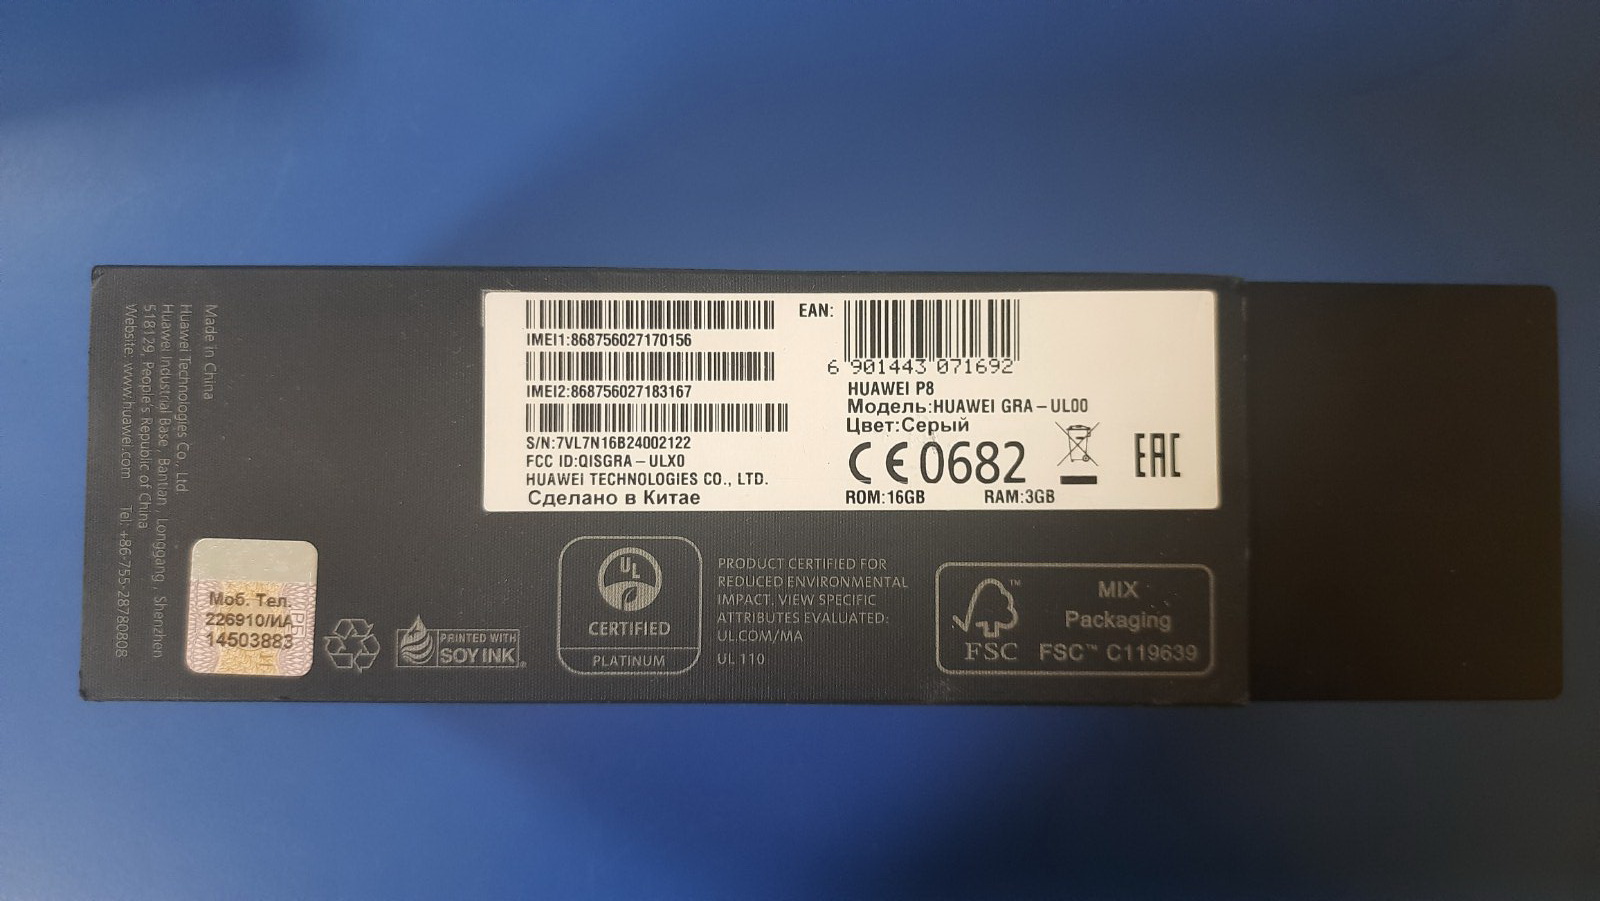 Made in China
Huawei Technologies Co., Ltd.
Huawei Industrial Base, Bantian, Longgang, Shenzhen
518129, People's Republic of China
Website: www.huawei.com Tel: +86-755-28780808
IMEI1:868756027170156
IMEI2:868756027183167
S/N:7VL7N16B24002122
FCC ID:QISGRA-ULX0
HUAWEI TECHNOLOGIES CO., LTD.
Сделано в Китае
EAN:
6 901443 071692
HUAWEI P8
Модель:HUAWEI GRA-UL00
Цвет:Серый
CE0682
EAC
ROM:16GB RAM:3GB
Моб. Тел.
226910/ИА
14503883
PRINTED WITH
SOY INK
UL
CERTIFIED
PLATINUM
PRODUCT CERTIFIED FOR
REDUCED ENVIRONMENTAL
IMPACT. VIEW SPECIFIC
ATTRIBUTES EVALUATED:
UL.COM/MA
UL 110
FSC
MIX
Packaging
FSC™ C119639